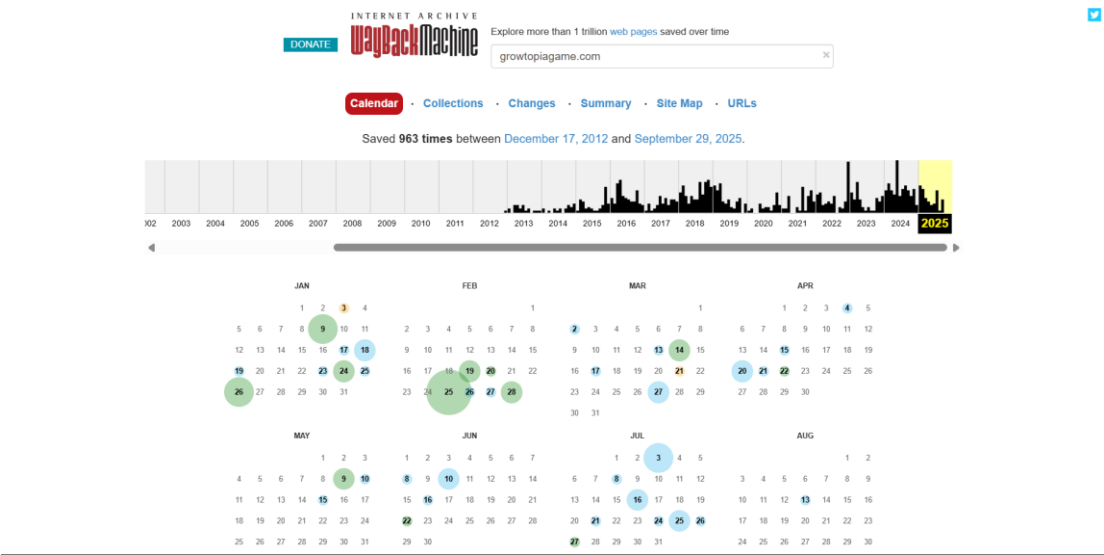 INTERNET ARCHIVE
DONATE
WayBackMachine
Explore more than 1 trillion web pages saved over time
growtopiagame.com ×
Calendar · Collections · Changes · Summary · Site Map · URLs
Saved 963 times between December 17, 2012 and September 29, 2025.
2003 2004 2005 2006 2007 2008 2009 2010 2011 2012 2013 2014 2015 2016 2017 2018 2019 2020 2021 2022 2023 2024 2025
JAN FEB MAR APR
1 2 3 4 1 1 1 2 3 4 5
5 6 7 8 9 10 11 2 3 4 5 6 7 8 2 3 4 5 6 7 8 6 7 8 9 10 11 12
12 13 14 15 16 17 18 9 10 11 12 13 14 15 9 10 11 12 13 14 15 13 14 15 16 17 18 19
19 20 21 22 23 24 25 16 17 18 19 20 21 22 16 17 18 19 20 21 22 20 21 22 23 24 25 26
26 27 28 29 30 31 23 24 25 26 27 28 23 24 25 26 27 28 29 27 28 29 30
30 31
MAY JUN JUL AUG
1 2 3 1 2 3 4 5 6 7 1 2 3 4 5 1 2
4 5 6 7 8 9 10 8 9 10 11 12 13 14 6 7 8 9 10 11 12 3 4 5 6 7 8 9
11 12 13 14 15 16 17 15 16 17 18 19 20 21 13 14 15 16 17 18 19 10 11 12 13 14 15 16
18 19 20 21 22 23 24 22 23 24 25 26 27 28 20 21 22 23 24 25 26 17 18 19 20 21 22 23
25 26 27 28 29 30 31 29 30 27 28 29 30 31 24 25 26 27 28 29 30